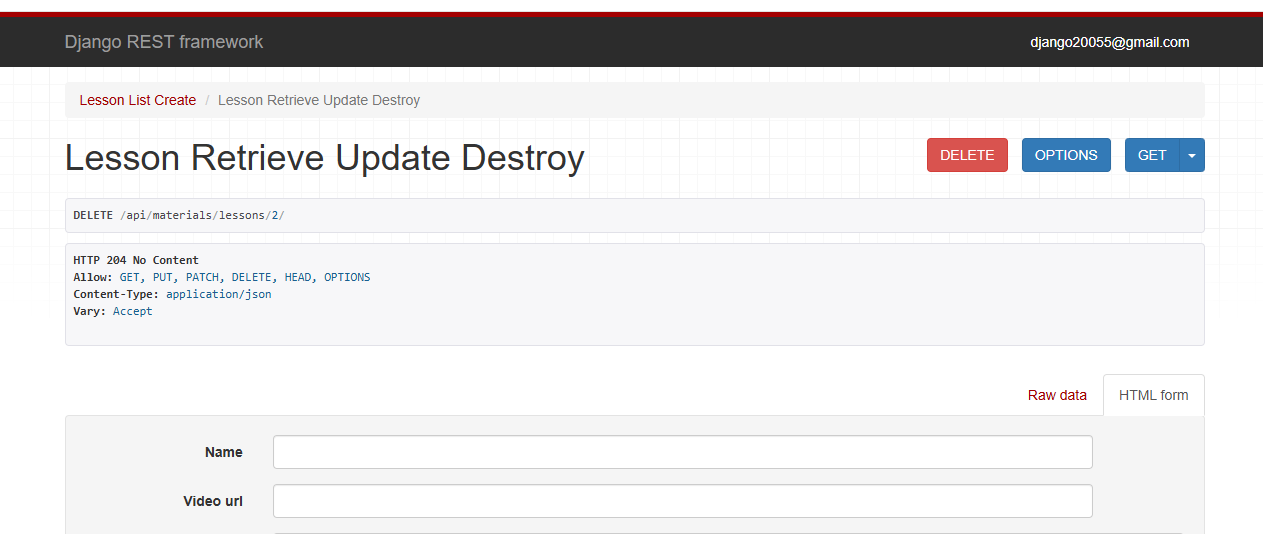 Django REST framework
django20055@gmail.com
Lesson List Create / Lesson Retrieve Update Destroy
Lesson Retrieve Update Destroy
DELETE
OPTIONS
GET
DELETE /api/materials/lessons/2/
HTTP 204 No Content
Allow: GET, PUT, PATCH, DELETE, HEAD, OPTIONS
Content-Type: application/json
Vary: Accept
Raw data
HTML form
Name
Video url